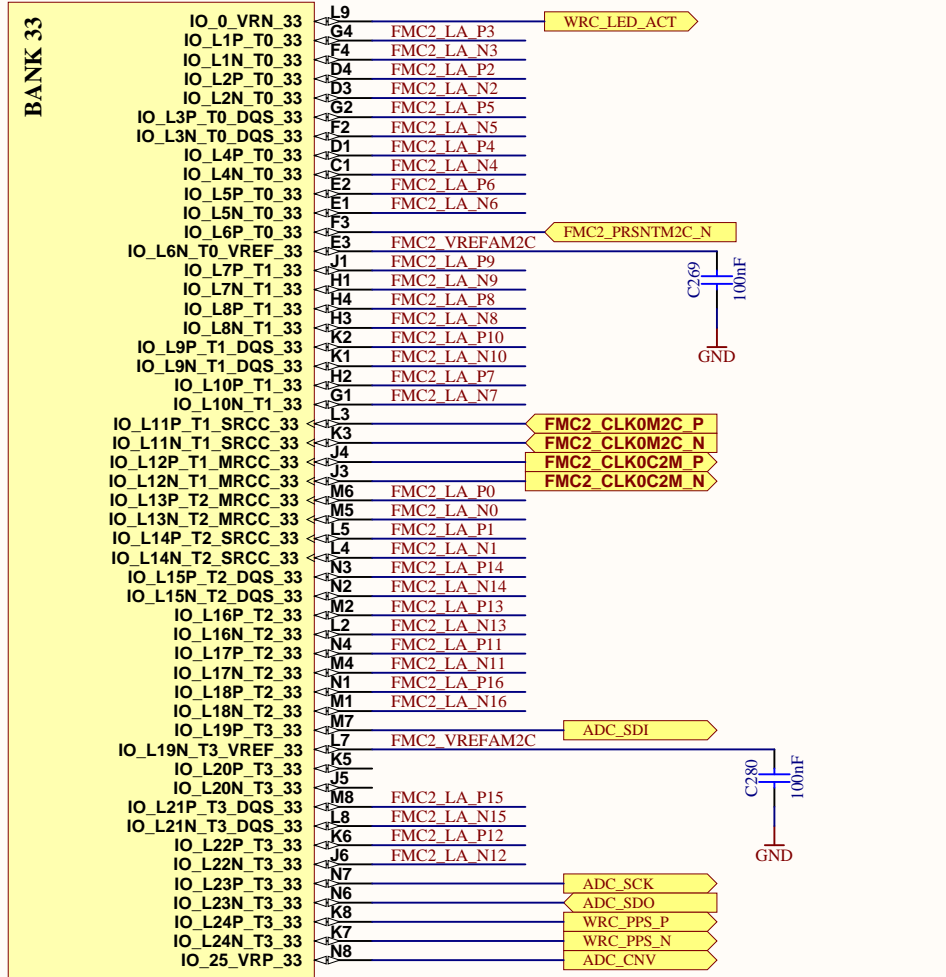 BANK 33
IO_0_VRN_33 L9 WRC_LED_ACT
IO_L1P_T0_33 G4 FMC2_LA_P3
IO_L1N_T0_33 F4 FMC2_LA_N3
IO_L2P_T0_33 D4 FMC2_LA_P2
IO_L2N_T0_33 D3 FMC2_LA_N2
IO_L3P_T0_DQS_33 G2 FMC2_LA_P5
IO_L3N_T0_DQS_33 F2 FMC2_LA_N5
IO_L4P_T0_33 D1 FMC2_LA_P4
IO_L4N_T0_33 C1 FMC2_LA_N4
IO_L5P_T0_33 E2 FMC2_LA_P6
IO_L5N_T0_33 E1 FMC2_LA_N6
IO_L6P_T0_33 F3 FMC2_PRSNTM2C_N
IO_L6N_T0_VREF_33 E3 FMC2_VREFAM2C
IO_L7P_T1_33 J1 FMC2_LA_P9
IO_L7N_T1_33 H1 FMC2_LA_N9
C269
100nF
IO_L8P_T1_33 H4 FMC2_LA_P8
IO_L8N_T1_33 H3 FMC2_LA_N8
IO_L9P_T1_DQS_33 K2 FMC2_LA_P10
IO_L9N_T1_DQS_33 K1 FMC2_LA_N10
GND
IO_L10P_T1_33 H2 FMC2_LA_P7
IO_L10N_T1_33 G1 FMC2_LA_N7
IO_L11P_T1_SRCC_33 L3 FMC2_CLK0M2C_P
IO_L11N_T1_SRCC_33 K3 FMC2_CLK0M2C_N
IO_L12P_T1_MRCC_33 J4 FMC2_CLK0C2M_P
IO_L12N_T1_MRCC_33 J3 FMC2_CLK0C2M_N
IO_L13P_T2_MRCC_33 M6 FMC2_LA_P0
IO_L13N_T2_MRCC_33 M5 FMC2_LA_N0
IO_L14P_T2_SRCC_33 L5 FMC2_LA_P1
IO_L14N_T2_SRCC_33 L4 FMC2_LA_N1
IO_L15P_T2_DQS_33 N3 FMC2_LA_P14
IO_L15N_T2_DQS_33 N2 FMC2_LA_N14
IO_L16P_T2_33 M2 FMC2_LA_P13
IO_L16N_T2_33 L2 FMC2_LA_N13
IO_L17P_T2_33 N4 FMC2_LA_P11
IO_L17N_T2_33 M4 FMC2_LA_N11
IO_L18P_T2_33 N1 FMC2_LA_P16
IO_L18N_T2_33 M1 FMC2_LA_N16
IO_L19P_T3_33 M7 ADC_SDI
IO_L19N_T3_VREF_33 L7 FMC2_VREFAM2C
IO_L20P_T3_33 K5
IO_L20N_T3_33 J5
C280
100nF
IO_L21P_T3_DQS_33 M8 FMC2_LA_P15
IO_L21N_T3_DQS_33 L8 FMC2_LA_N15
IO_L22P_T3_33 K6 FMC2_LA_P12
IO_L22N_T3_33 J6 FMC2_LA_N12
GND
IO_L23P_T3_33 N7 ADC_SCK
IO_L23N_T3_33 N6 ADC_SDO
IO_L24P_T3_33 K8 WRC_PPS_P
IO_L24N_T3_33 K7 WRC_PPS_N
IO_25_VRP_33 N8 ADC_CNV